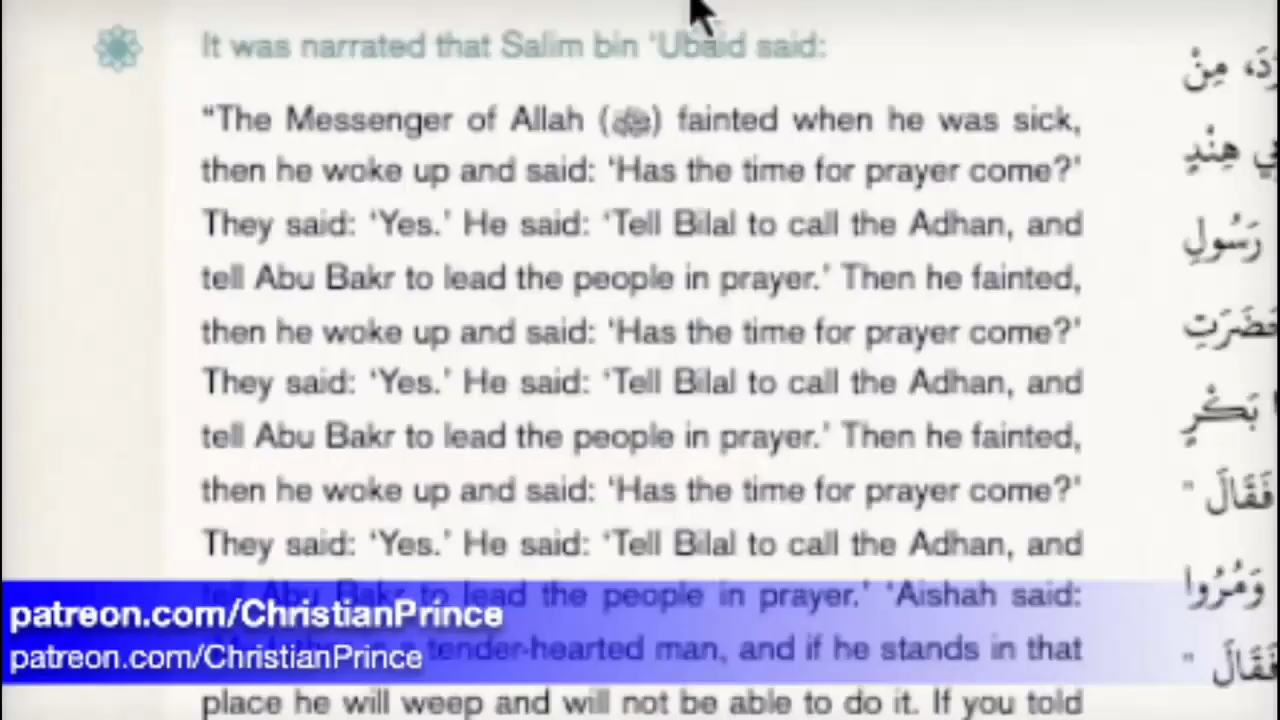 It was narrated that Salim bin 'Ubaid said:
"The Messenger of Allah (ﷺ) fainted when he was sick,
then he woke up and said: 'Has the time for prayer come?'
They said: 'Yes.' He said: 'Tell Bilal to call the Adhan, and
tell Abu Bakr to lead the people in prayer.' Then he fainted,
then he woke up and said: 'Has the time for prayer come?'
They said: 'Yes.' He said: 'Tell Bilal to call the Adhan, and
tell Abu Bakr to lead the people in prayer.' Then he fainted,
then he woke up and said: 'Has the time for prayer come?'
They said: 'Yes.' He said: 'Tell Bilal to call the Adhan, and
tell Abu Bakr to lead the people in prayer.' 'Aishah said:
tender-hearted man, and if he stands in that
place he will weep and will not be able to do it. If you told
patreon.com/ChristianPrince
patreon.com/ChristianPrince
مِنْ
هِنْدٍ
رَسُولِ
بَكْرٍ
فَقَالَ "
وَمُرُوا
فَقَالَ "